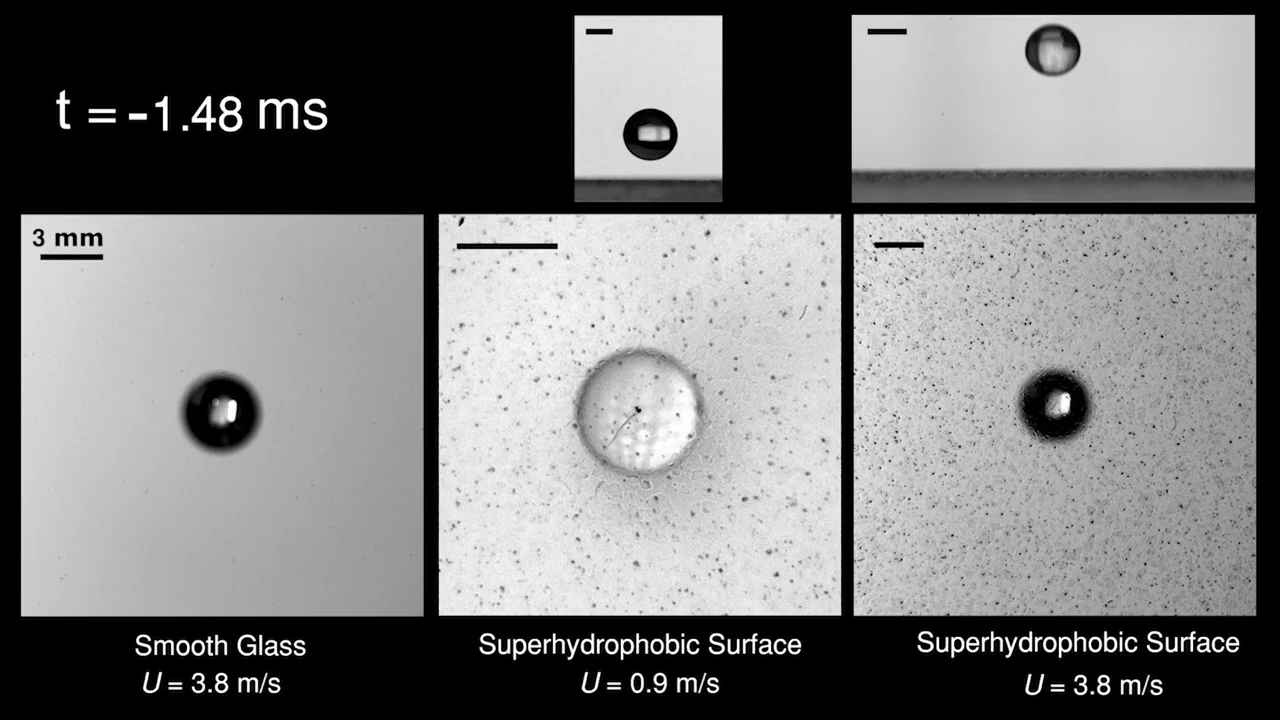 t = -1.48 ms
3 mm
Smooth Glass
U = 3.8 m/s
Superhydrophobic Surface
U = 0.9 m/s
Superhydrophobic Surface
U = 3.8 m/s